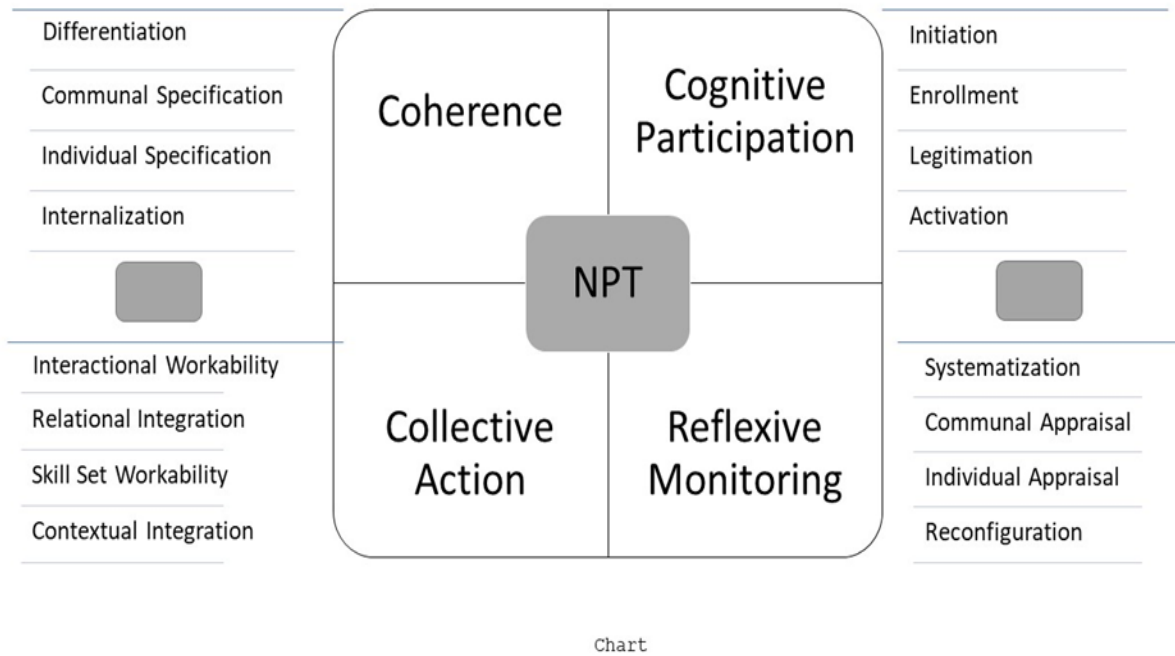 Differentiation
Communal Specification
Individual Specification
Internalization
Coherence
Cognitive
Participation
Initiation
Enrollment
Legitimation
Activation
NPT
Interactional Workability
Relational Integration
Skill Set Workability
Contextual Integration
Collective
Action
Reflexive
Monitoring
Systematization
Communal Appraisal
Individual Appraisal
Reconfiguration
Chart